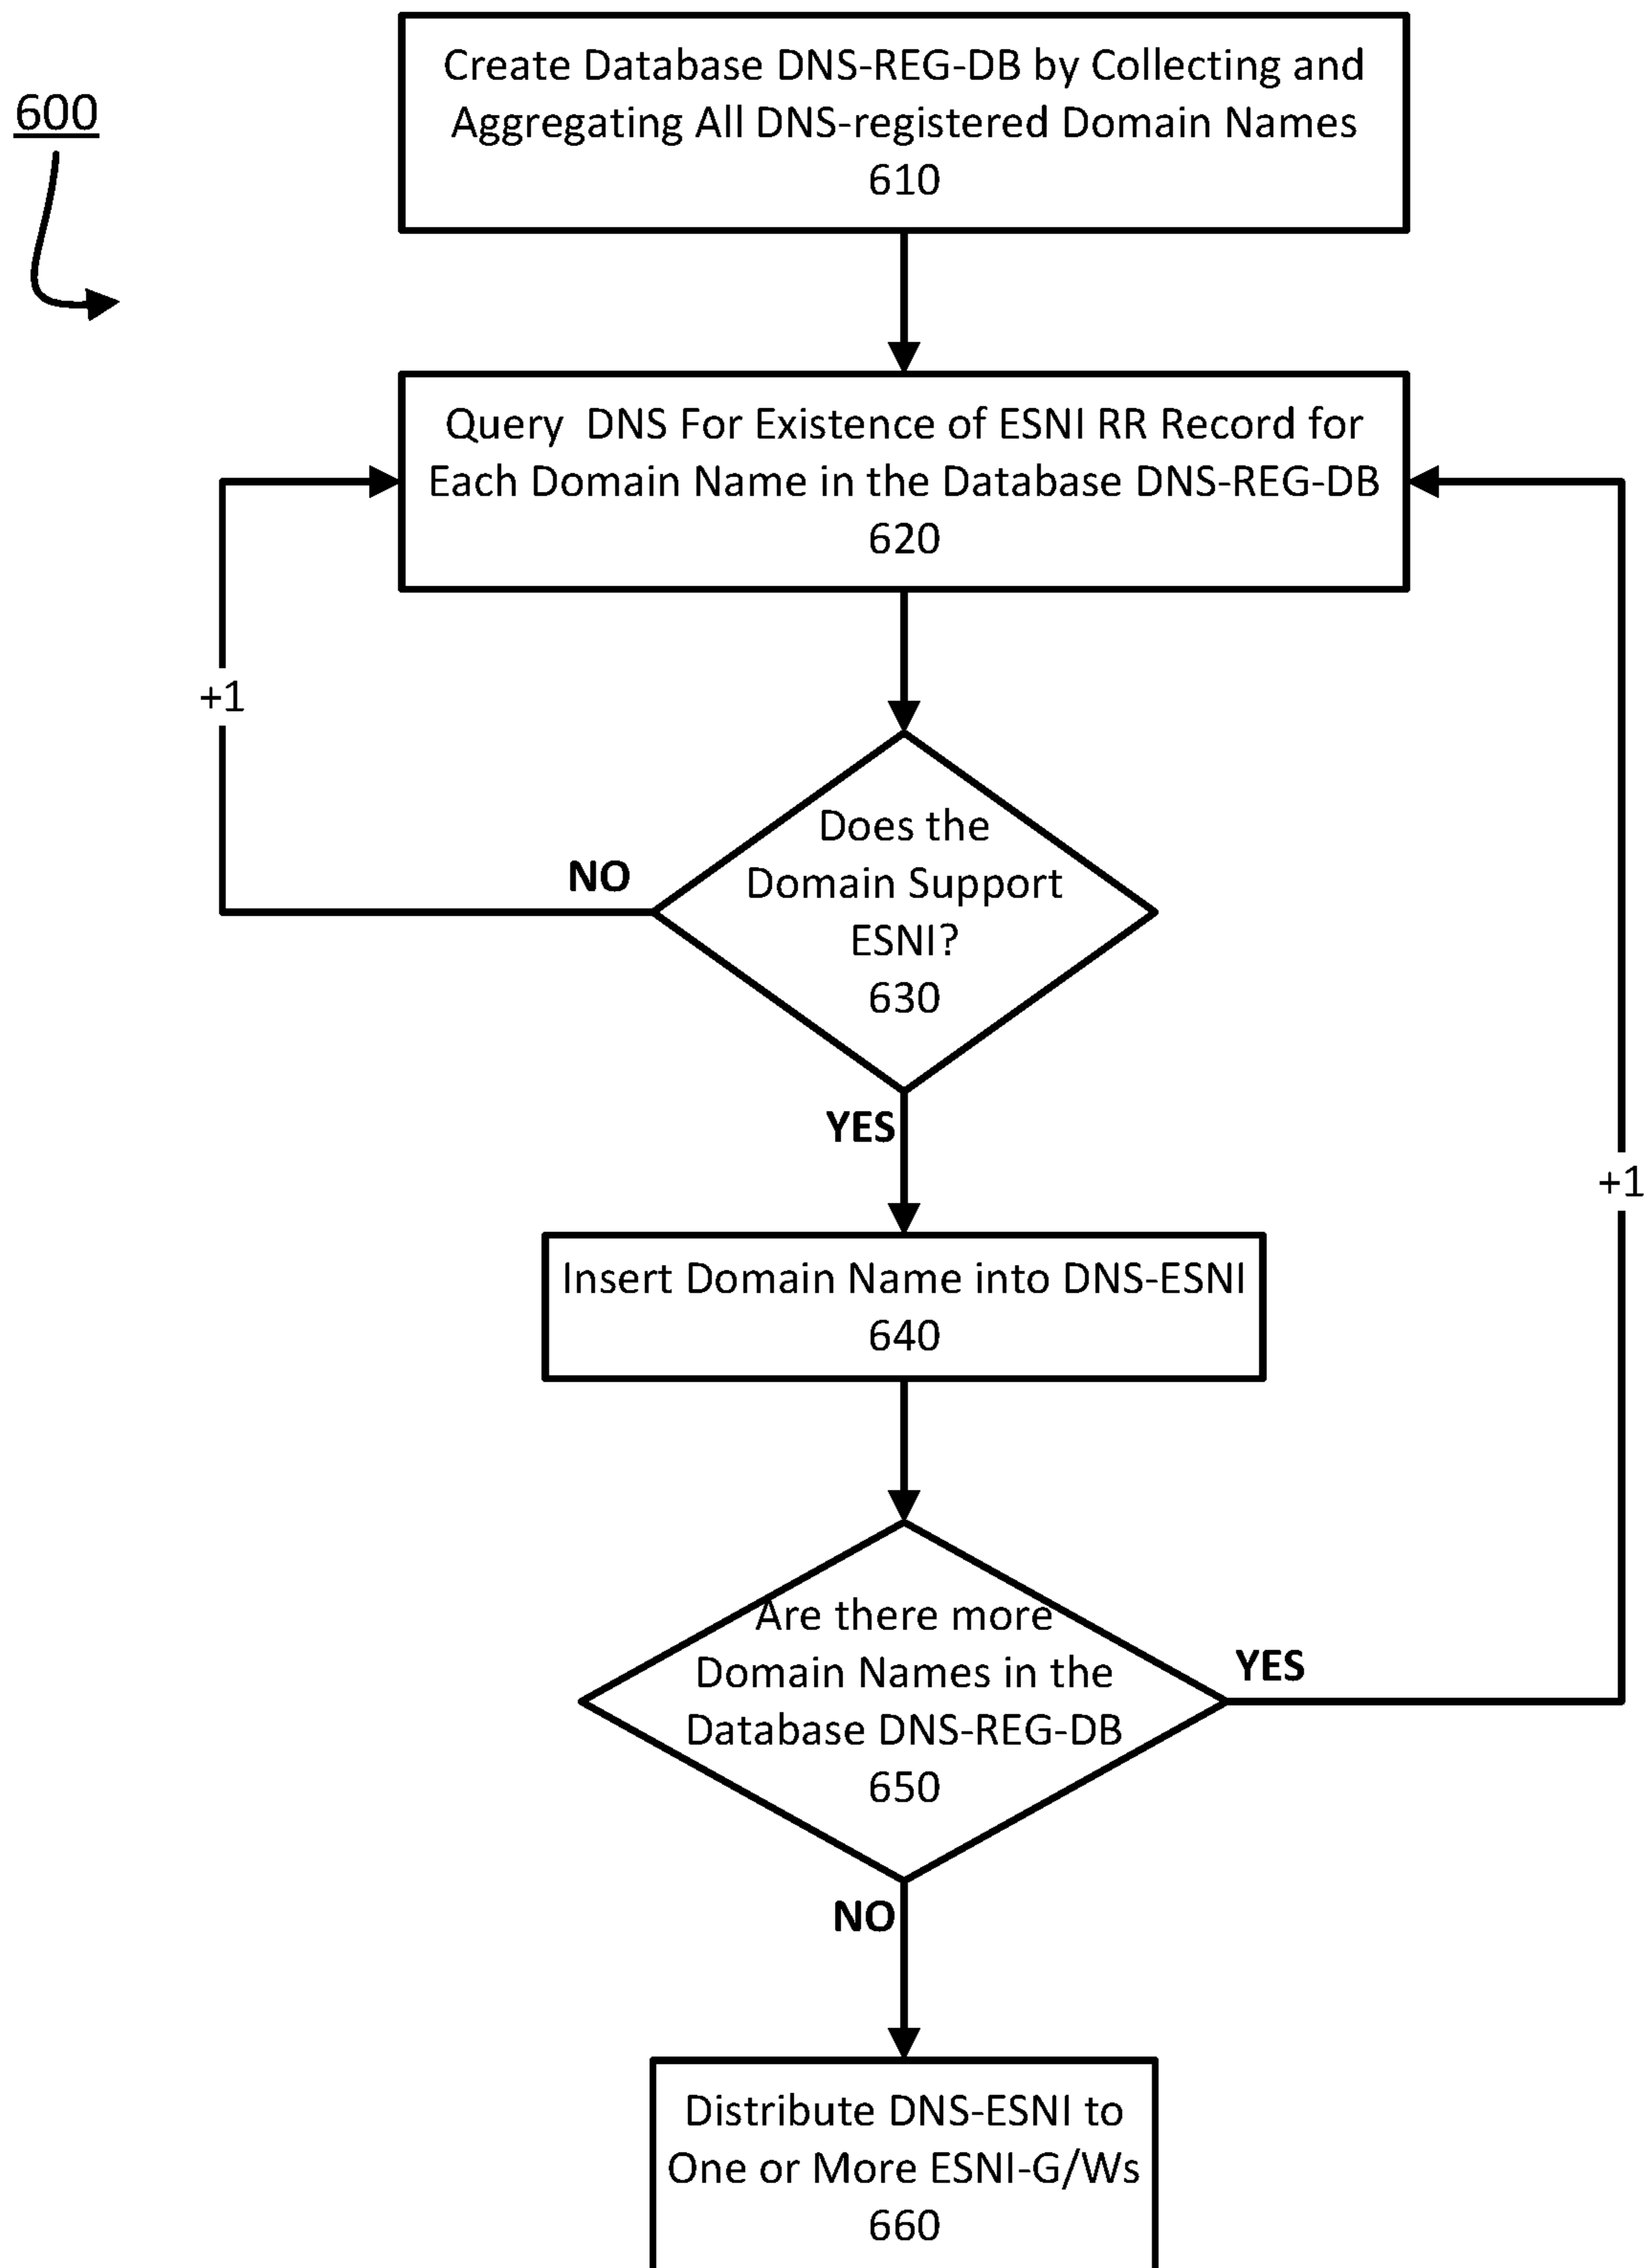 600
Create Database DNS-REG-DB by Collecting and
Aggregating All DNS-registered Domain Names
610
Query  DNS For Existence of ESNI RR Record for
Each Domain Name in the Database DNS-REG-DB
620
+1
Does the
Domain Support
ESNI?
630
NO
YES
+1
Insert Domain Name into DNS-ESNI
640
Are there more
Domain Names in the
Database DNS-REG-DB
650
YES
NO
Distribute DNS-ESNI to
One or More ESNI-G/Ws
660